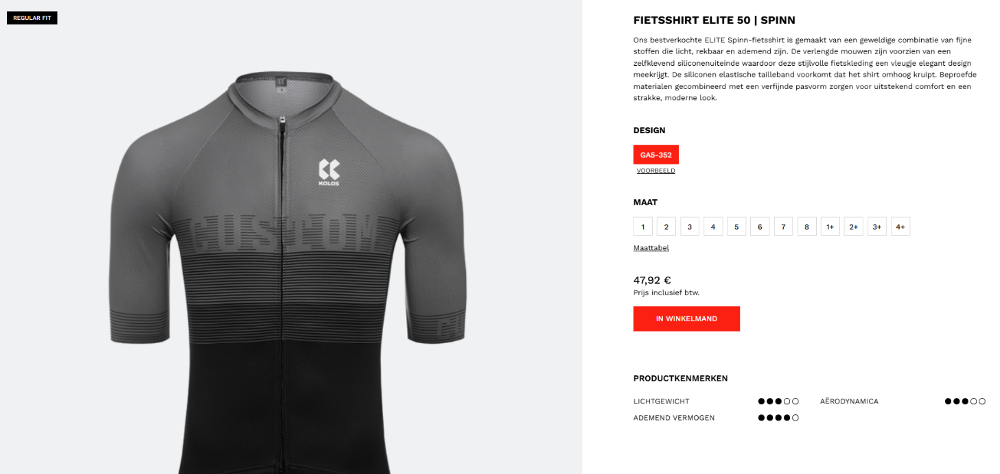 REGULAR FIT
KOLOS
CUSTOM
CU
FIETSSHIRT ELITE 50 | SPINN
Ons bestverkochte ELITE Spinn-fietsshirt is gemaakt van een geweldige combinatie van fijne
stoffen die licht, rekbaar en ademend zijn. De verlengde mouwen zijn voorzien van een
zelfklevend siliconenuiteinde waardoor deze stijlvolle fietskleding een vleugje elegant design
meekrijgt. De siliconen elastische tailleband voorkomt dat het shirt omhoog kruipt. Beproefde
materialen gecombineerd met een verfijnde pasvorm zorgen voor uitstekend comfort en een
strakke, moderne look.
DESIGN
GA5-352
VOORBEELD
MAAT
1 2 3 4 5 6 7 8 1+ 2+ 3+ 4+
Maattabel
47,92 €
Prijs inclusief btw.
IN WINKELMAND
PRODUCTKENMERKEN
LICHTGEWICHT AËRODYNAMICA
ADEMEND VERMOGEN